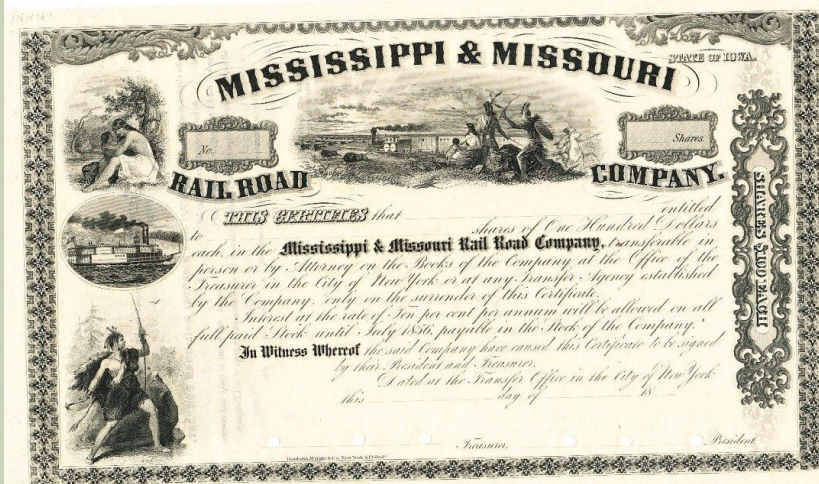 MISSISSIPPI & MISSOURI
STATE OF IOWA.
No.
Shares.
RAIL ROAD
COMPANY.
THIS CERTIFIES that entitled
to shares of One Hundred Dollars
each, in the Mississippi & Missouri Rail Road Company, transferable in
person or by Attorney on the Books of the Company at the Office of the
Treasurer in the City of New York or at any Transfer Agency established
by the Company, only on the surrender of this Certificate.
Interest at the rate of Ten per cent per annum will be allowed on all
full paid Stock until July 1856, payable in the Stock of the Company.
In Witness Whereof the said Company have caused this Certificate to be signed
by their President and Treasurer.
Dated at the Transfer Office in the City of New York
this day of 18
Treasurer.
President.
SHARES $100 EACH